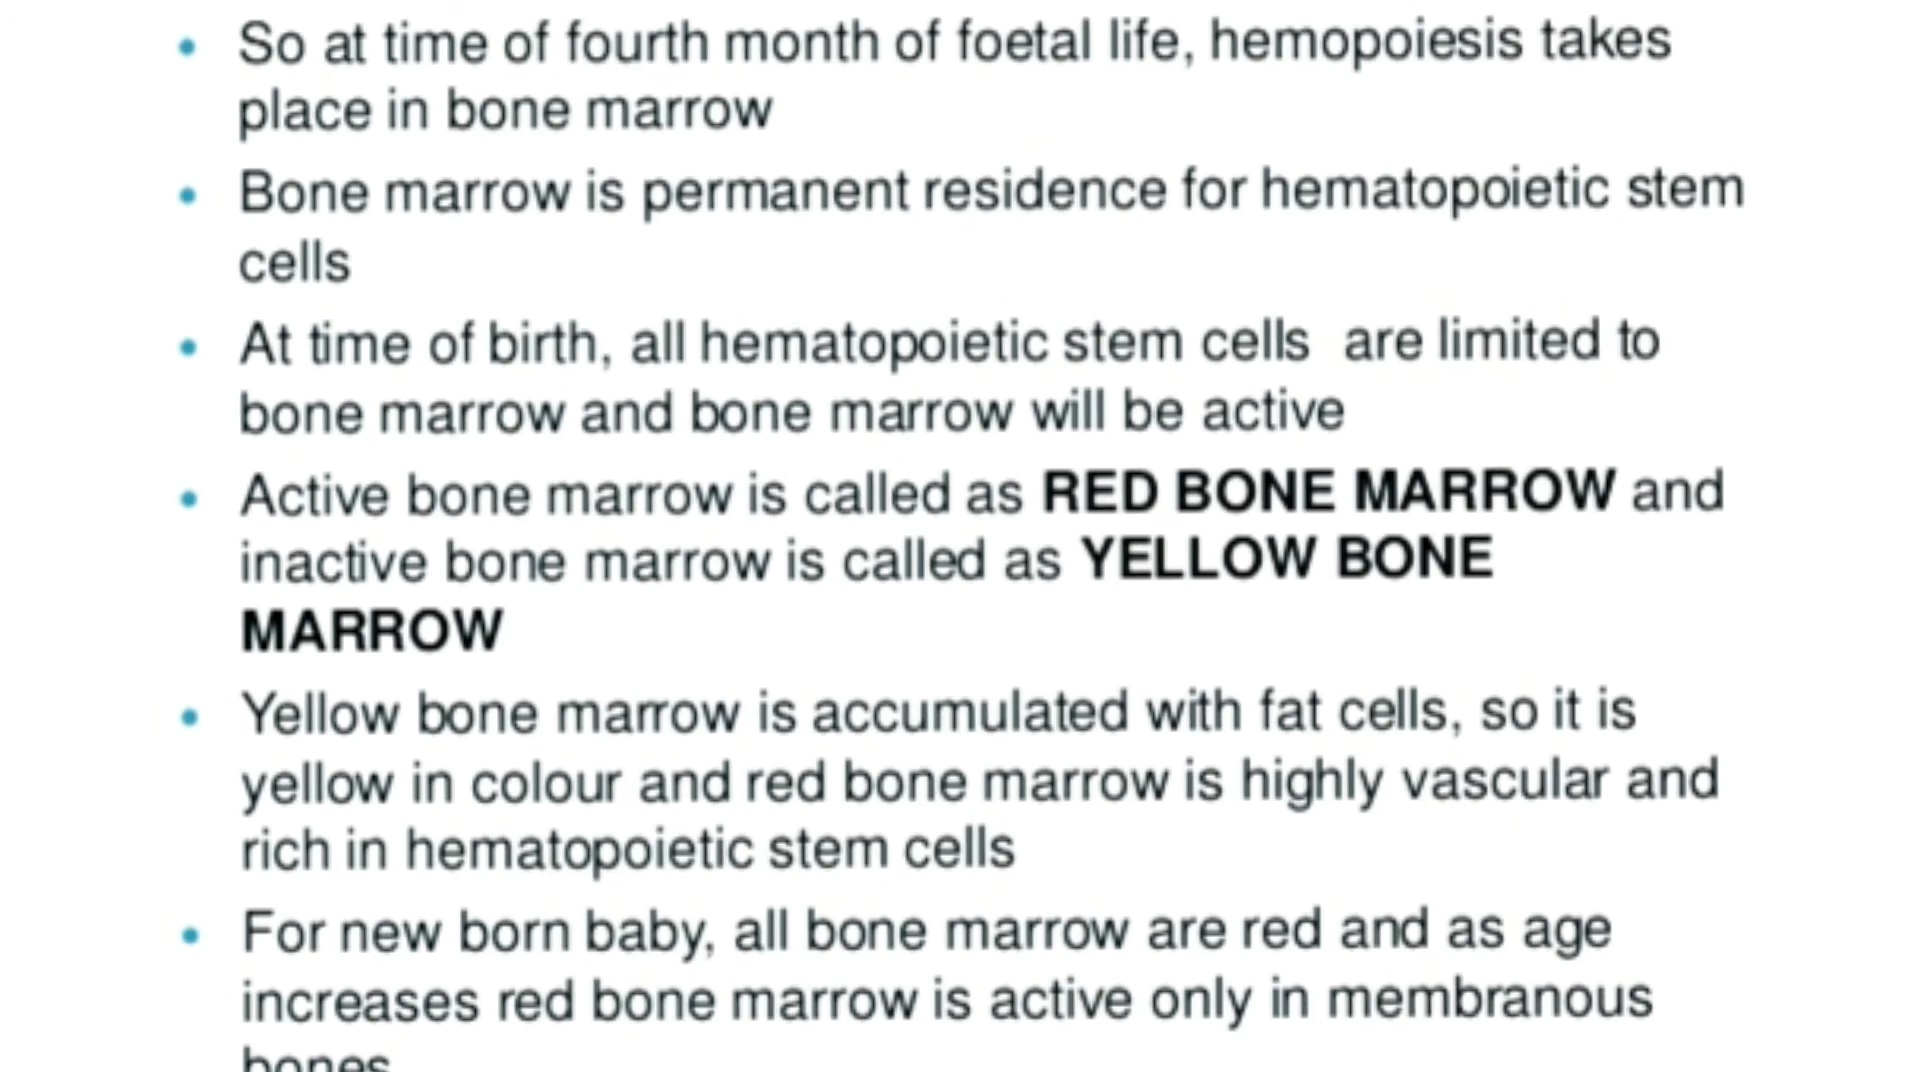 • So at time of fourth month of foetal life, hemopoiesis takes
place in bone marrow
• Bone marrow is permanent residence for hematopoietic stem
cells
• At time of birth, all hematopoietic stem cells  are limited to
bone marrow and bone marrow will be active
• Active bone marrow is called as RED BONE MARROW and
inactive bone marrow is called as YELLOW BONE
MARROW
• Yellow bone marrow is accumulated with fat cells, so it is
yellow in colour and red bone marrow is highly vascular and
rich in hematopoietic stem cells
• For new born baby, all bone marrow are red and as age
increases red bone marrow is active only in membranous
bones